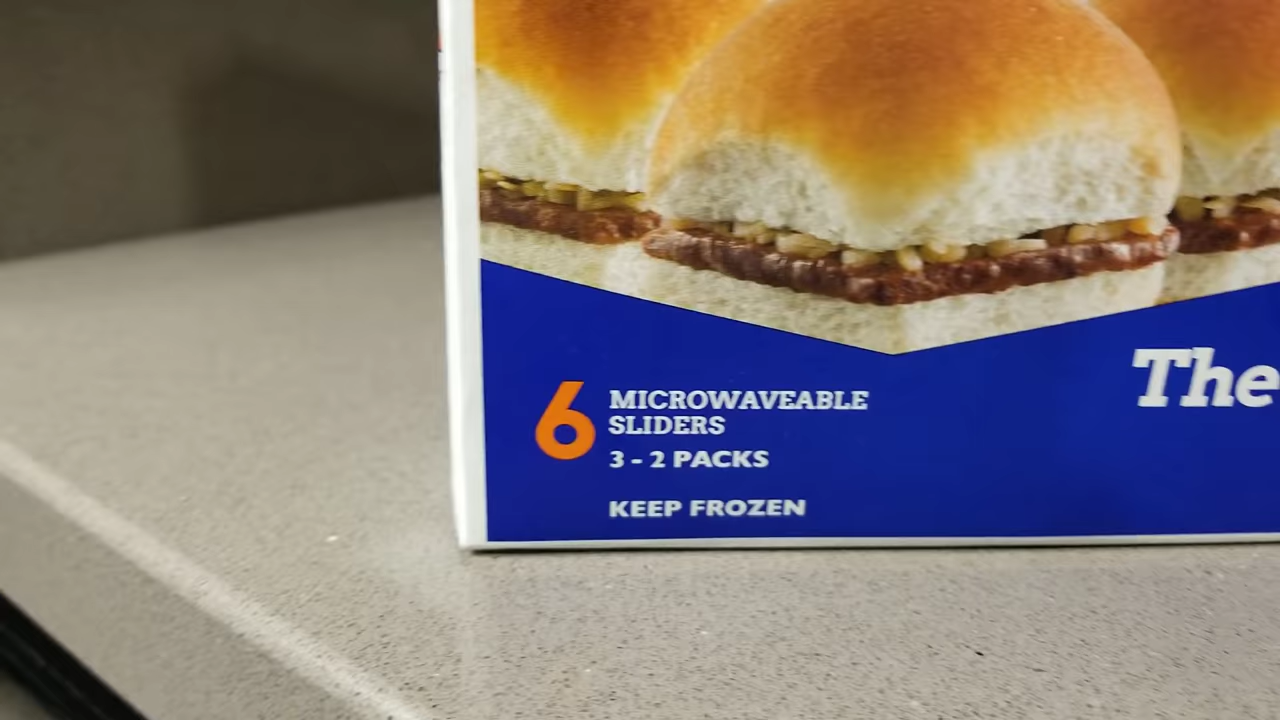 6 MICROWAVEABLE
SLIDERS
3 - 2 PACKS
KEEP FROZEN
The